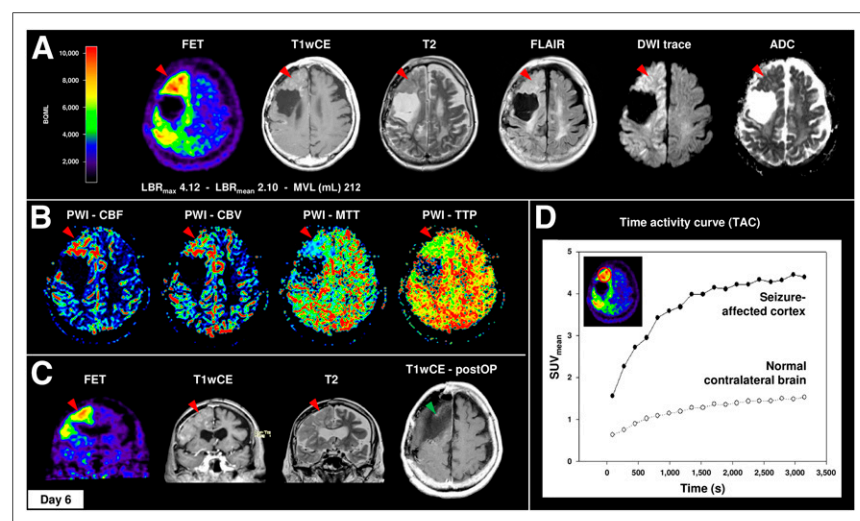 A
FET
T1wCE
T2
FLAIR
DWI trace
ADC
10,000
8,000
6,000
4,000
2,000
BQML
LBRmax 4.12 - LBRmean 2.10 - MVL (mL) 212
B
PWI - CBF
PWI - CBV
PWI - MTT
PWI - TTP
C
FET
T1wCE
T2
T1wCE - postOP
Day 6
D
Time activity curve (TAC)
5
4
3
2
1
0
SUVmean
Seizure-
affected cortex
Normal
contralateral brain
0
500
1,000
1,500
2,000
2,500
3,000
3,500
Time (s)